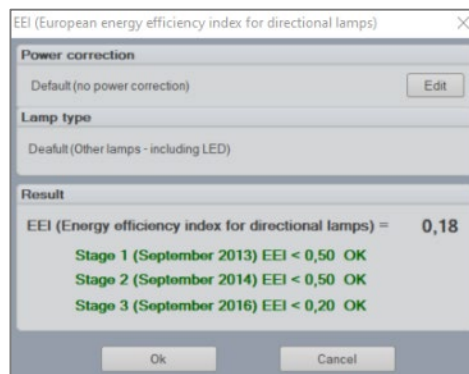 EEI (European energy efficiency index for directional lamps)
Power correction
Default (no power correction)
Edit
Lamp type
Deafult (Other lamps - including LED)
Result
EEI (Energy efficiency index for directional lamps) = 0,18
Stage 1 (September 2013) EEI < 0,50 OK
Stage 2 (September 2014) EEI < 0,50 OK
Stage 3 (September 2016) EEI < 0,20 OK
Ok Cancel